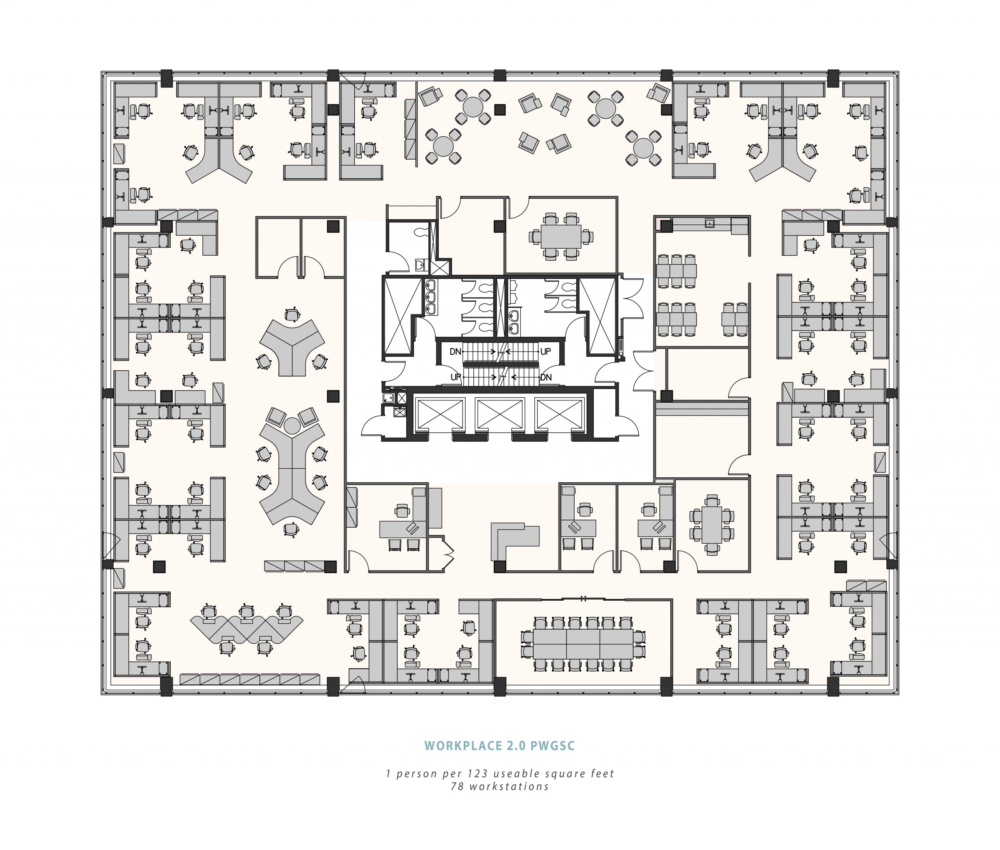 DN UP
UP DN
WORKPLACE 2.0 PWGSC
1 person per 123 useable square feet
78 workstations